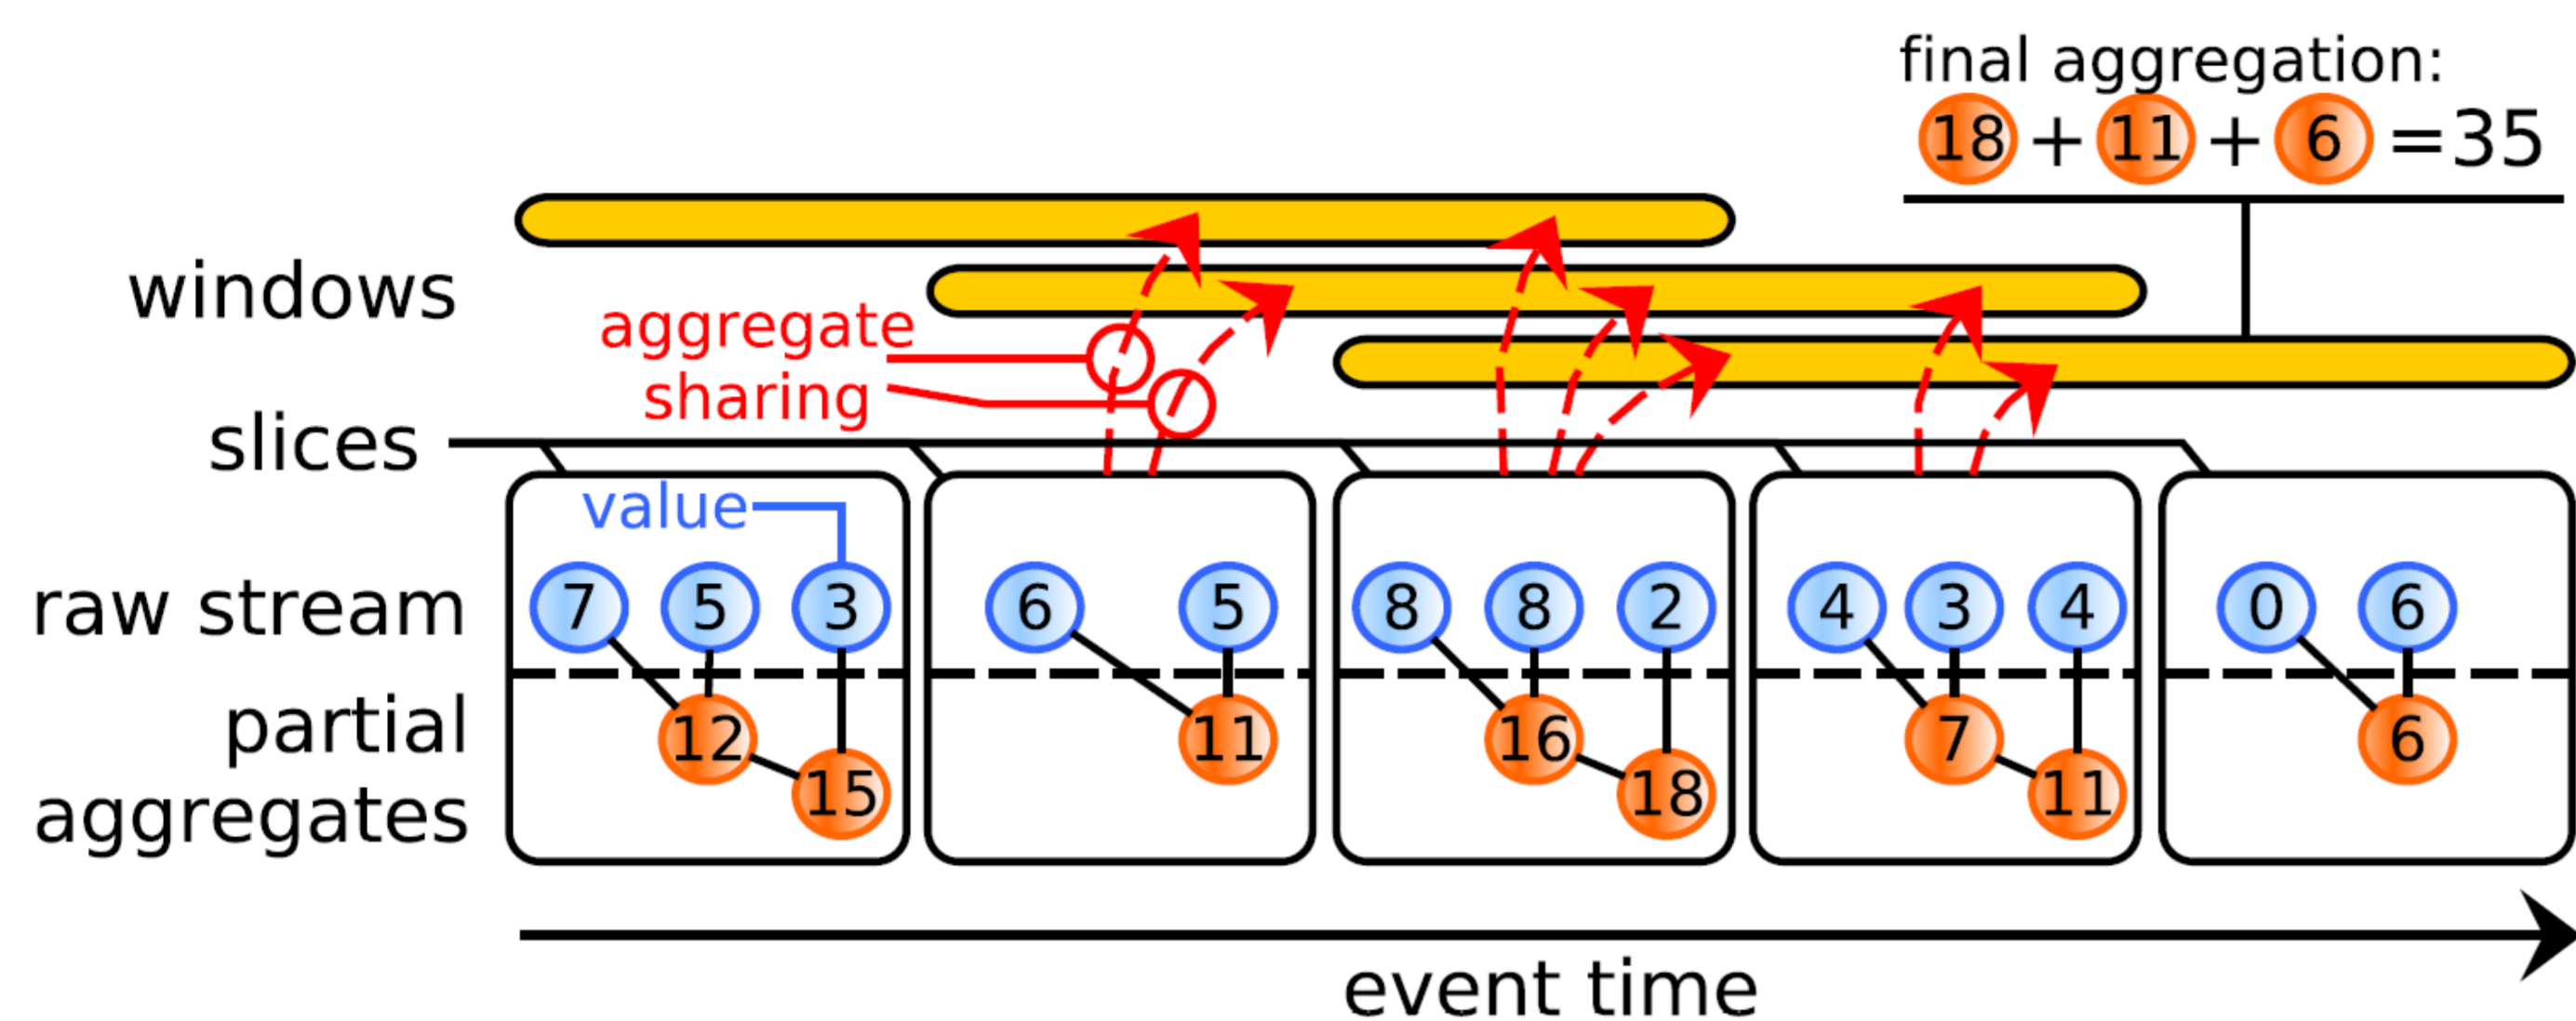 final aggregation:
18 + 11 + 6 =35
windows
aggregate
sharing
slices
value
raw stream
7 5 3 6 5 8 8 2 4 3 4 0 6
partial
aggregates
12 11 16 7 6
15 18 11
event time